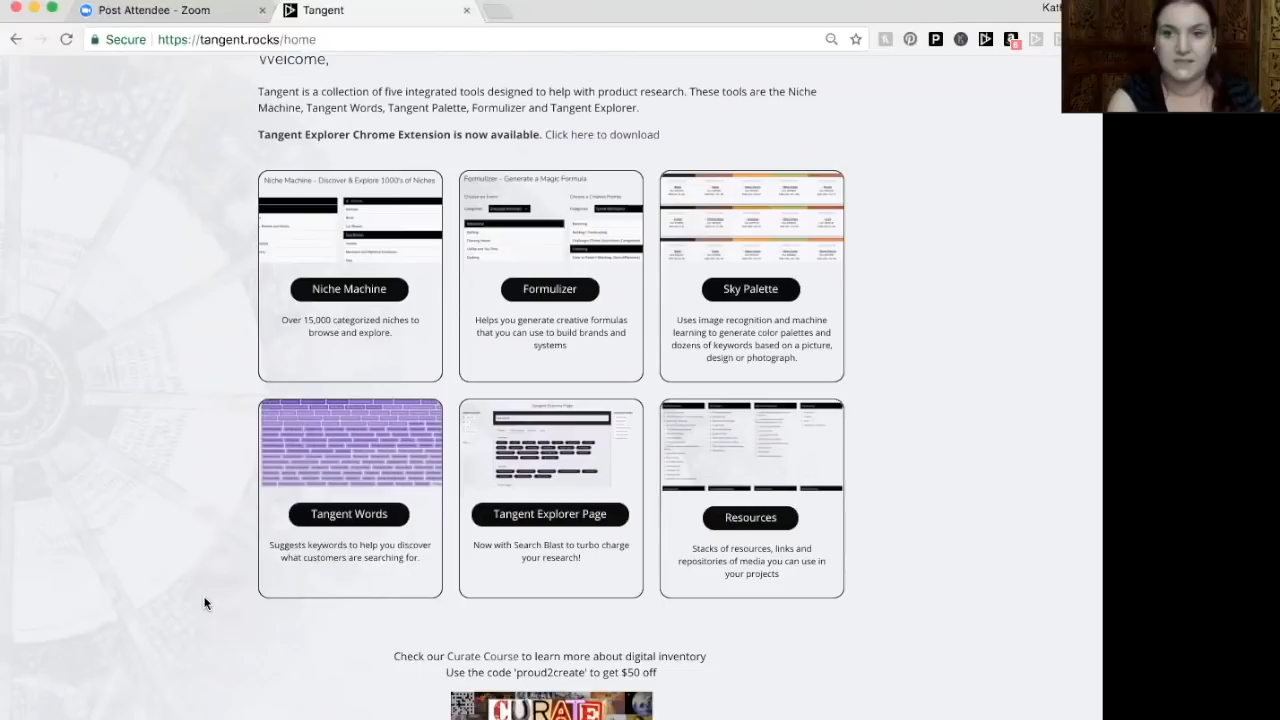 Post Attendee - Zoom
Tangent
Kath
Secure
https://tangent.rocks/home
Welcome,
Tangent is a collection of five integrated tools designed to help with product research. These tools are the Niche
Machine, Tangent Words, Tangent Palette, Formulizer and Tangent Explorer.
Tangent Explorer Chrome Extension is now available. Click here to download
Niche Machine - Discover & Explore 1000's of Niches
Niche Machine
Over 15,000 categorized niches to
browse and explore.
Formulizer - Generate a Magic Formula
Formulizer
Helps you generate creative formulas
that you can use to build brands and
systems
Sky Palette
Uses image recognition and machine
learning to generate color palettes and
dozens of keywords based on a picture,
design or photograph.
Tangent Words
Suggests keywords to help you discover
what customers are searching for.
Tangent Explorer Page
Tangent Explorer Page
Now with Search Blast to turbo charge
your research!
Resources
Stacks of resources, links and
repositories of media you can use in
your projects
Check our Curate Course to learn more about digital inventory
Use the code 'proud2create' to get $50 off
CURATE